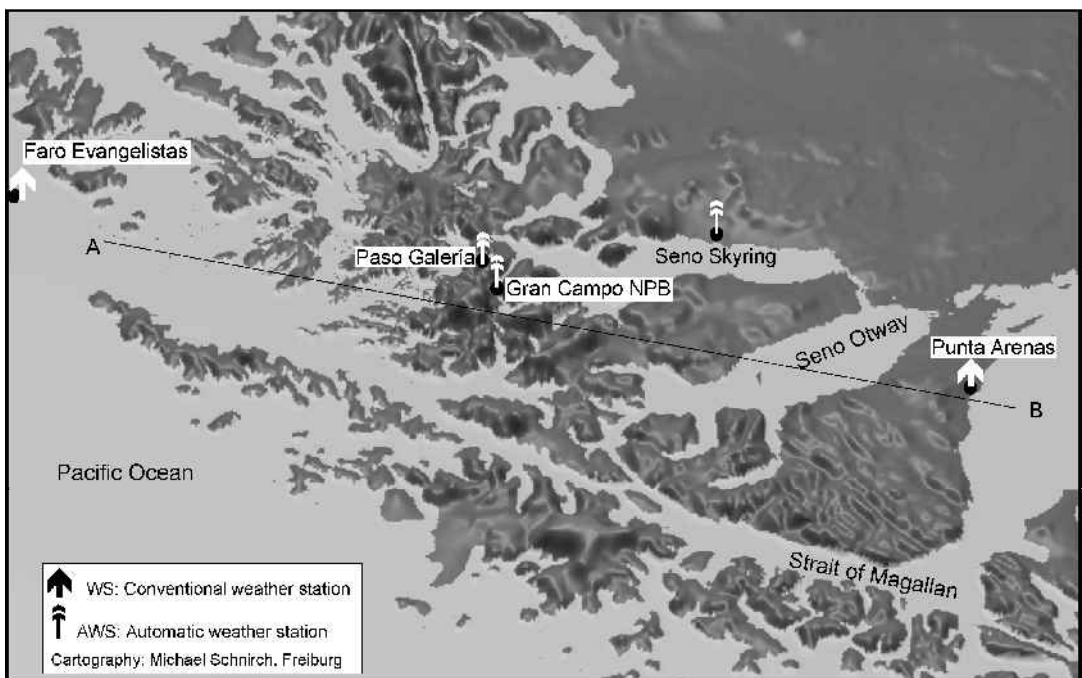 Faro Evangelistas
A
Paso Galería
Seno Skyring
Gran Campo NPB
Seno Otway
Punta Arenas
B
Pacific Ocean
Strait of Magallan
WS: Conventional weather station
AWS: Automatic weather station
Cartography: Michael Schnirch, Freiburg